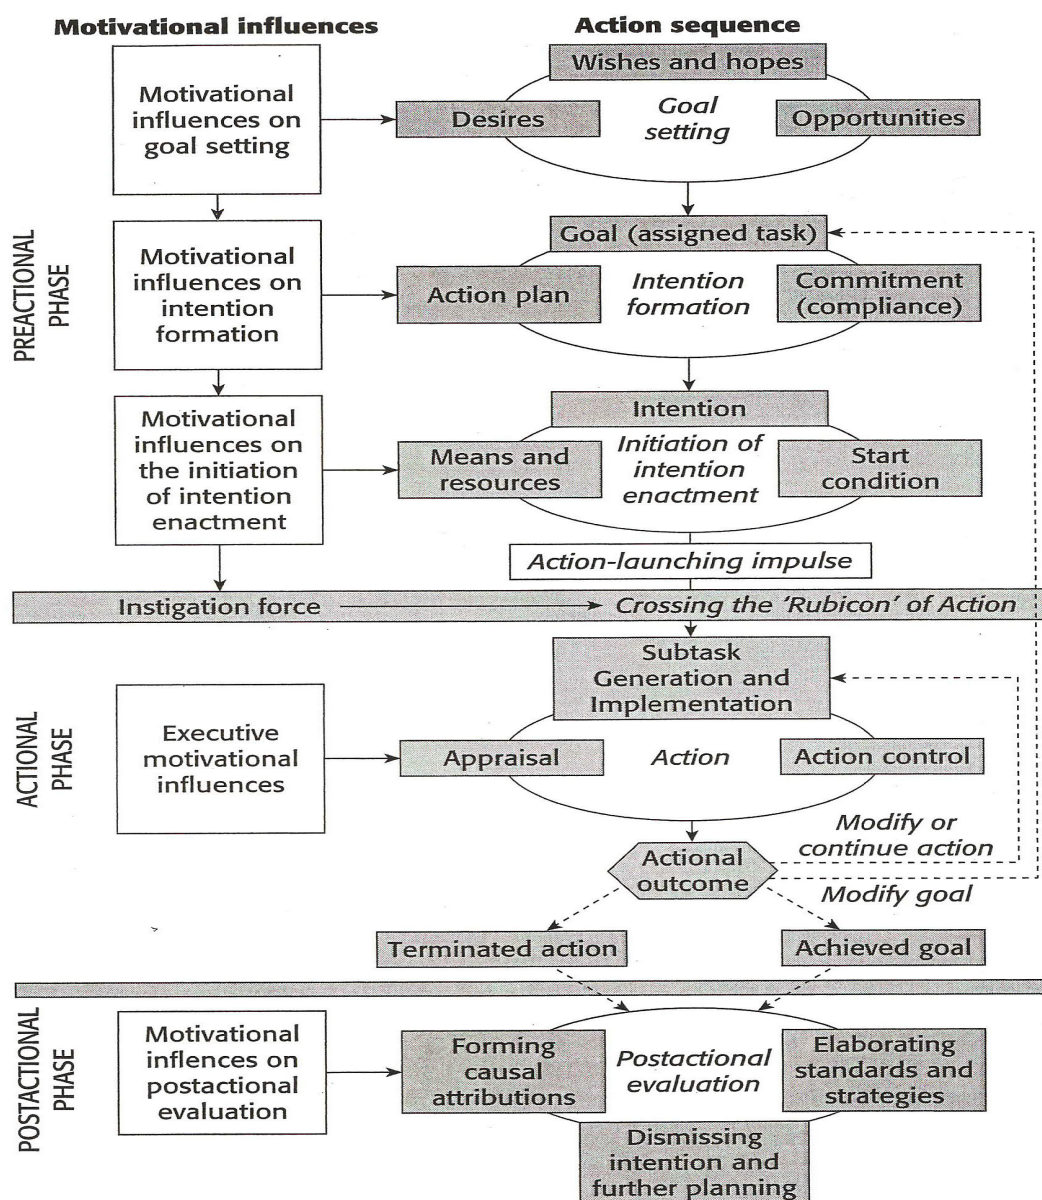 Motivational influences
Action sequence
Motivational
influences on
goal setting
Wishes and hopes
Desires
Goal
setting
Opportunities
PREACTIONAL
PHASE
Motivational
influences on
intention
formation
Goal (assigned task)
Action plan
Intention
formation
Commitment
(compliance)
Motivational
influences on
the initiation
of intention
enactment
Intention
Means and
resources
Initiation of
intention
enactment
Start
condition
Action-launching impulse
Instigation force
Crossing the ‘Rubicon’ of Action
ACTIONAL
PHASE
Executive
motivational
influences
Subtask
Generation and
Implementation
Appraisal
Action
Action control
Modify or
continue action
Actional
outcome
Modify goal
Terminated action
Achieved goal
POSTACTIONAL
PHASE
Motivational
inflences on
postactional
evaluation
Forming
causal
attributions
Postactional
evaluation
Elaborating
standards and
strategies
Dismissing
intention and
further planning